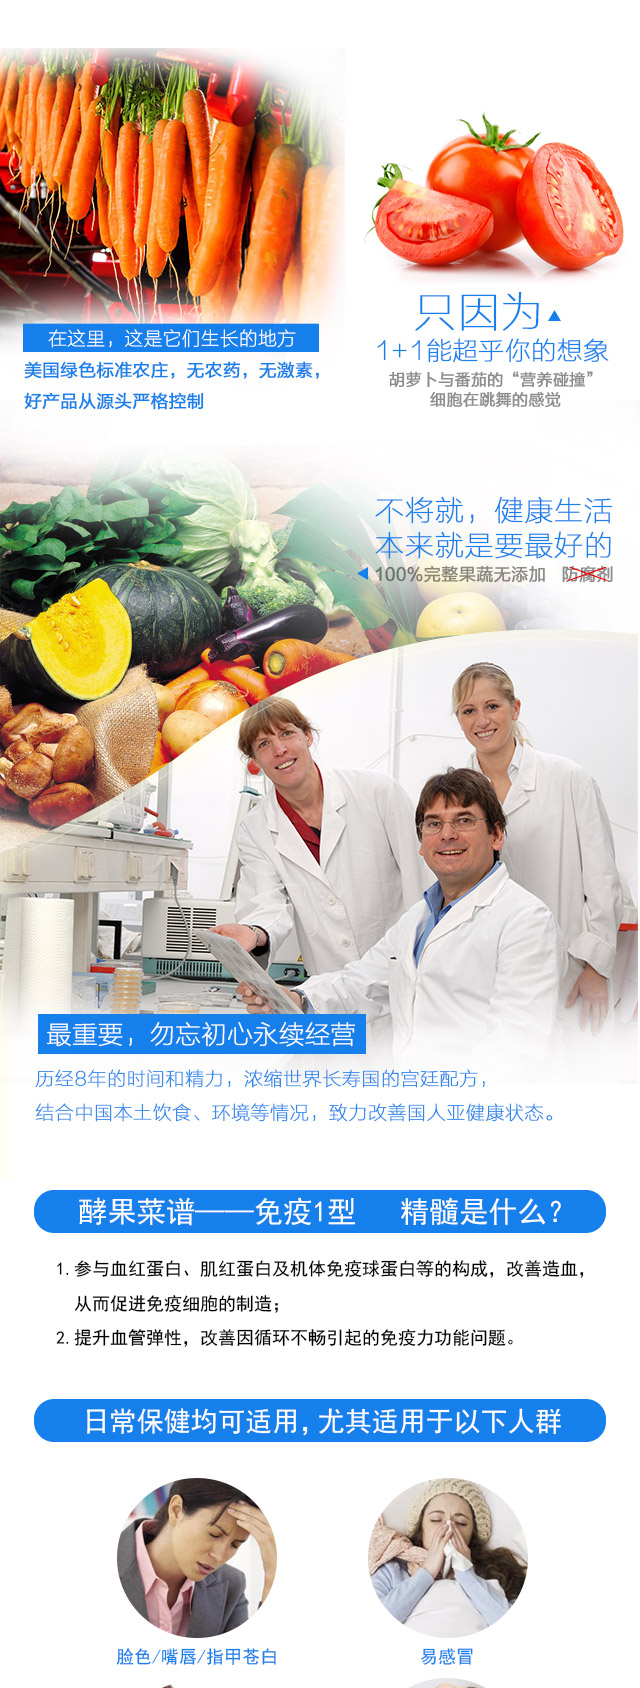 在这里，这是它们生长的地方
美国绿色标准农庄，无农药，无激素，
好产品从源头严格控制
只因为
1+1能超乎你的想象
胡萝卜与番茄的“营养碰撞”
细胞在跳舞的感觉
不将就，健康生活
本来就是要最好的
100%完整果蔬无添加 防腐剂
最重要，勿忘初心永续经营
历经8年的时间和精力，浓缩世界长寿国的宫廷配方，
结合中国本土饮食、环境等情况，致力改善国人亚健康状态。
酵果菜谱——免疫1型 精髓是什么？
1. 参与血红蛋白、肌红蛋白及机体免疫球蛋白等的构成，改善造血，
从而促进免疫细胞的制造；
2. 提升血管弹性，改善因循环不畅引起的免疫力功能问题。
日常保健均可适用，尤其适用于以下人群
脸色/嘴唇/指甲苍白
易感冒